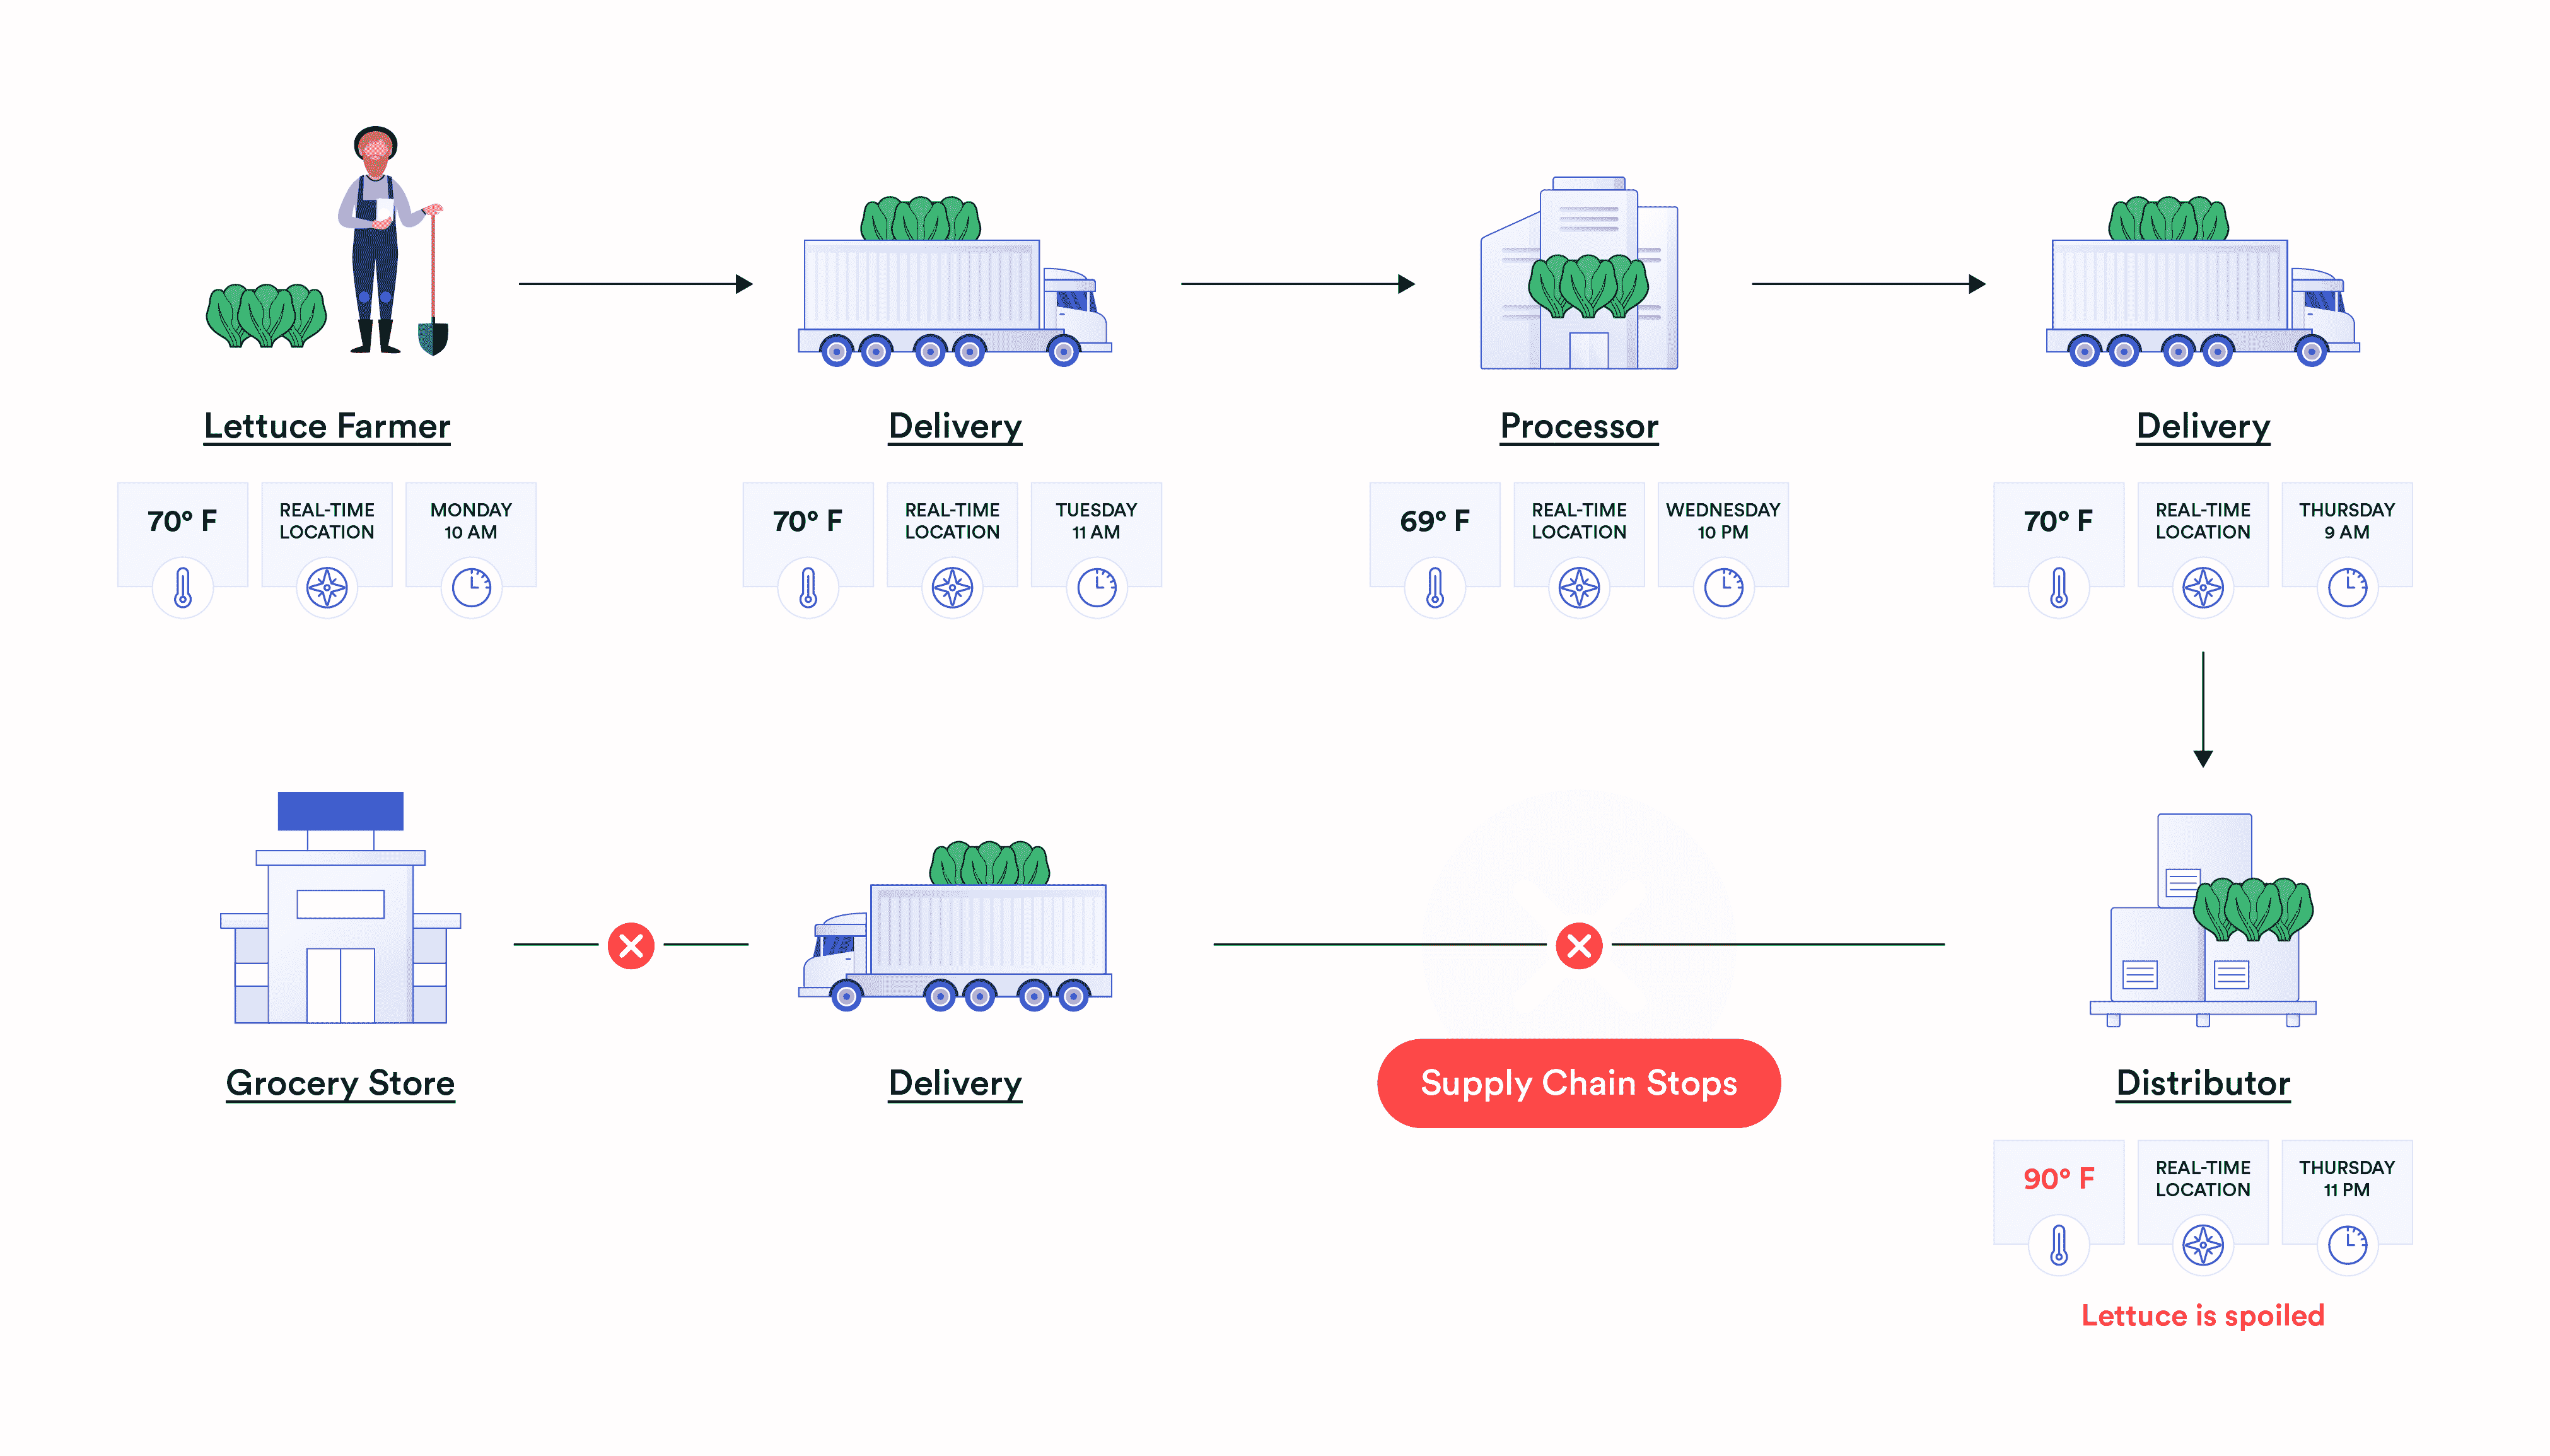 Lettuce Farmer
70° F
REAL-TIME
LOCATION
MONDAY
10 AM
Delivery
70° F
REAL-TIME
LOCATION
TUESDAY
11 AM
Processor
69° F
REAL-TIME
LOCATION
WEDNESDAY
10 PM
Delivery
70° F
REAL-TIME
LOCATION
THURSDAY
9 AM
Grocery Store
Delivery
Supply Chain Stops
Distributor
90° F
REAL-TIME
LOCATION
THURSDAY
11 PM
Lettuce is spoiled